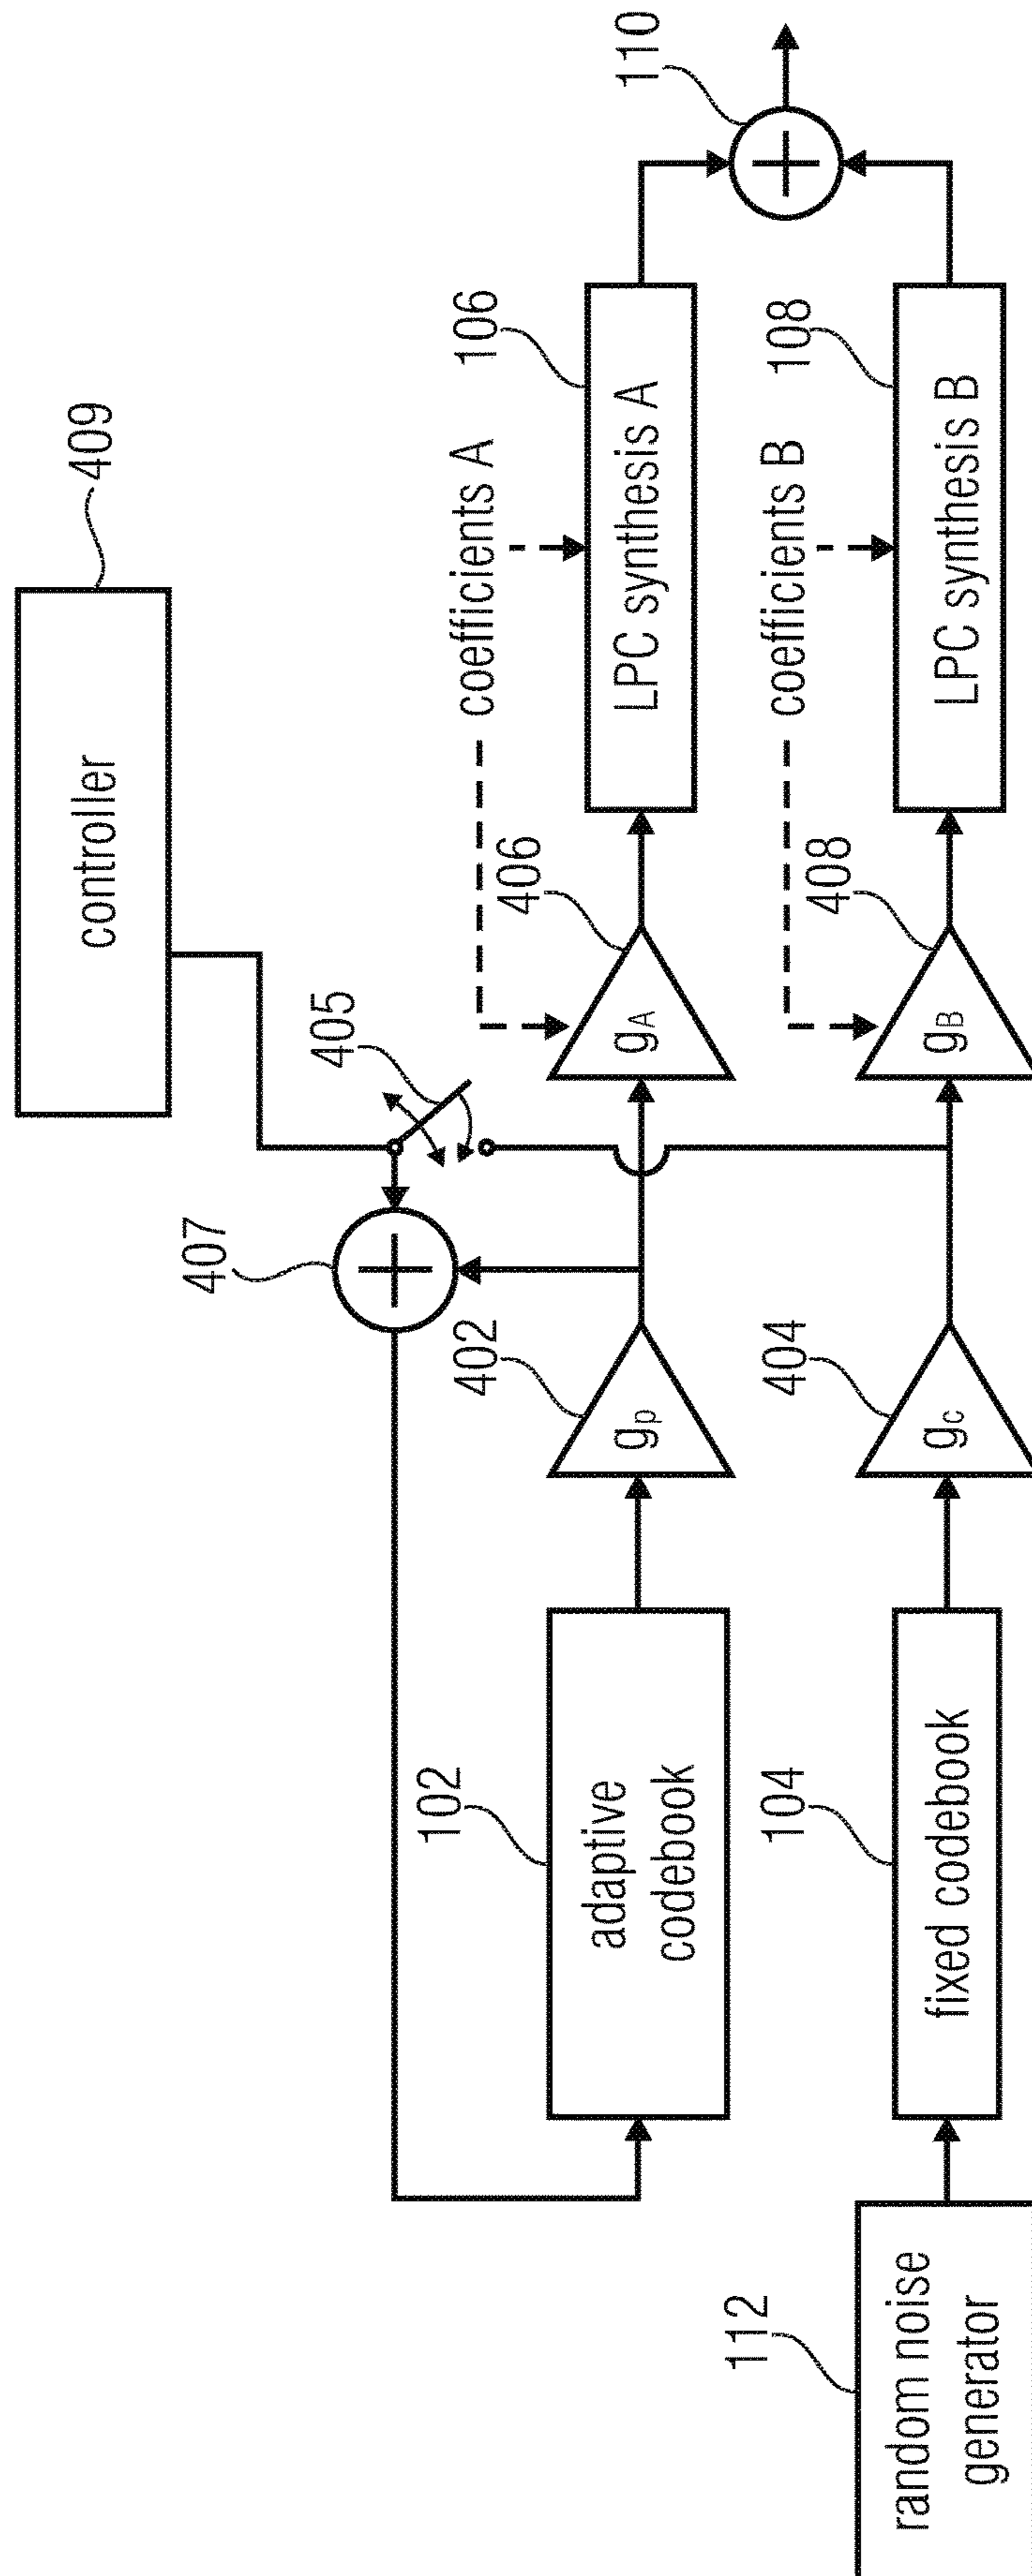 controller
409
405
407
402
gp
406
gA
coefficients A
106
LPC synthesis A
110
102
adaptive
codebook
404
gc
408
gB
coefficients B
108
LPC synthesis B
104
fixed codebook
112
random noise
generator